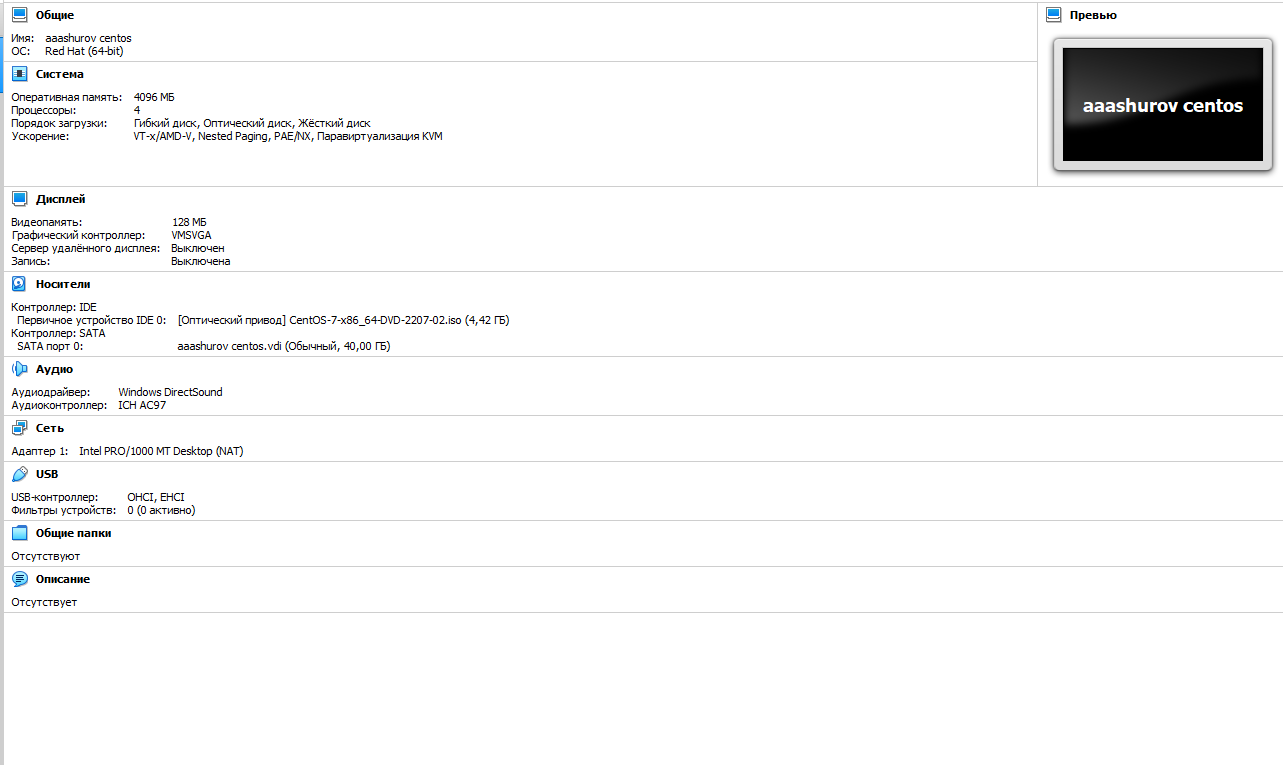 Общие
Имя: aaashurov centos
ОС: Red Hat (64-bit)
Превью
aaashurov centos
Система
Оперативная память: 4096 МБ
Процессоры: 4
Порядок загрузки: Гибкий диск, Оптический диск, Жёсткий диск
Ускорение: VT-x/AMD-V, Nested Paging, PAE/NX, Паравиртуализация KVM
Дисплей
Видеопамять: 128 МБ
Графический контроллер: VMSVGA
Сервер удалённого дисплея: Выключен
Запись: Выключена
Носители
Контроллер: IDE
Первичное устройство IDE 0: [Оптический привод] CentOS-7-x86_64-DVD-2207-02.iso (4,42 ГБ)
Контроллер: SATA
SATA порт 0: aaashurov centos.vdi (Обычный, 40,00 ГБ)
Аудио
Аудиодрайвер: Windows DirectSound
Аудиоконтроллер: ICH AC97
Сеть
Адаптер 1: Intel PRO/1000 MT Desktop (NAT)
USB
USB-контроллер: OHCI, EHCI
Фильтры устройств: 0 (0 активно)
Общие папки
Отсутствуют
Описание
Отсутствует